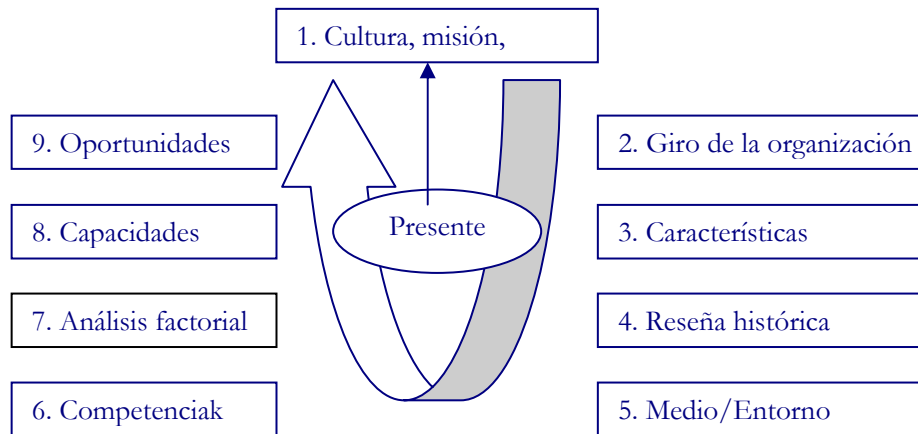 1. Cultura, misión,
9. Oportunidades
2. Giro de la organización
8. Capacidades
Presente
3. Características
7. Análisis factorial
4. Reseña histórica
6. Competenciak
5. Medio/Entorno